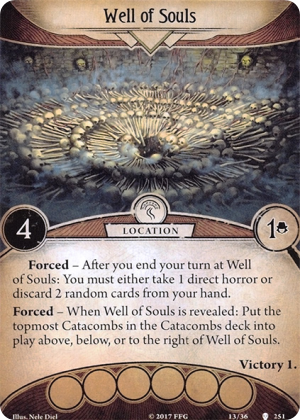 Well of Souls
4
LOCATION
1
Forced – After you end your turn at Well
of Souls: You must either take 1 direct horror or
discard 2 random cards from your hand.
Forced – When Well of Souls is revealed: Put the
topmost Catacombs in the Catacombs deck into
play above, below, or to the right of Well of Souls.
Victory 1.
Illus. Nele Diel
© 2017 FFG
13/36
251